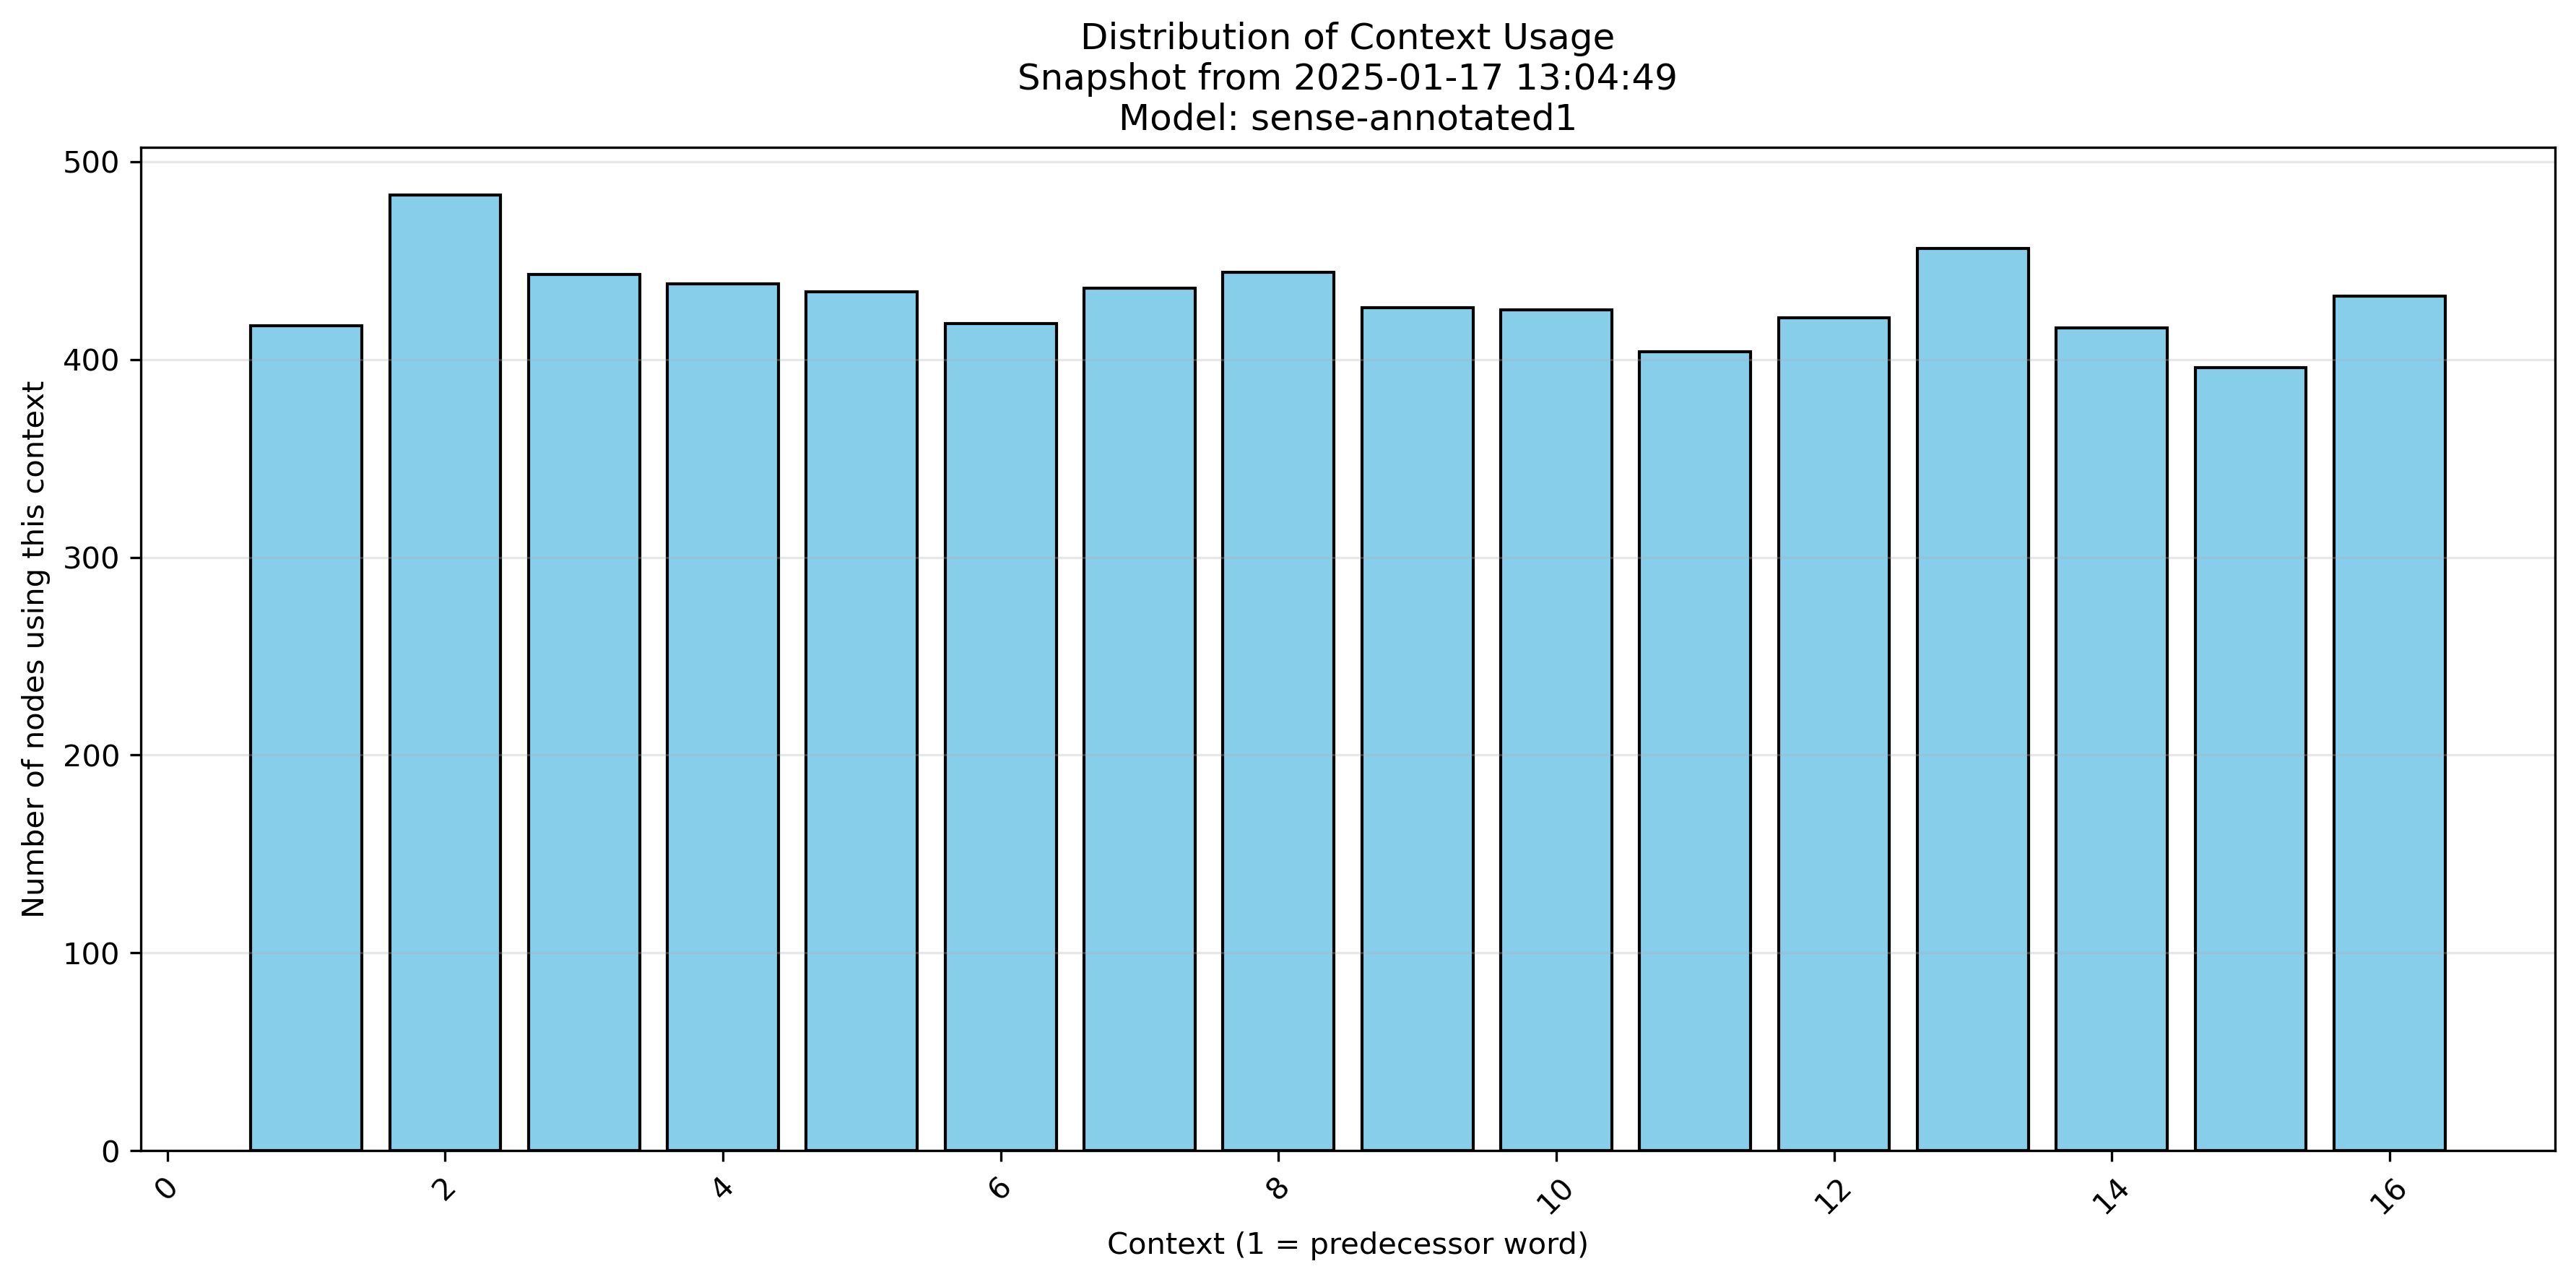 Distribution of Context Usage
Snapshot from 2025-01-17 13:04:49
Model: sense-annotated1
500
400
300
200
100
0
Number of nodes using this context
0 2 4 6 8 10 12 14 16
Context (1 = predecessor word)